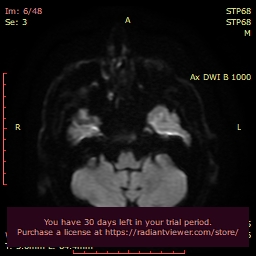 Im: 6/48
Se: 3
STP68
STP68
M
A
Ax DWI B 1000
R
L
You have 30 days left in your trial period.
Purchase a license at https://radiantviewer.com/store/